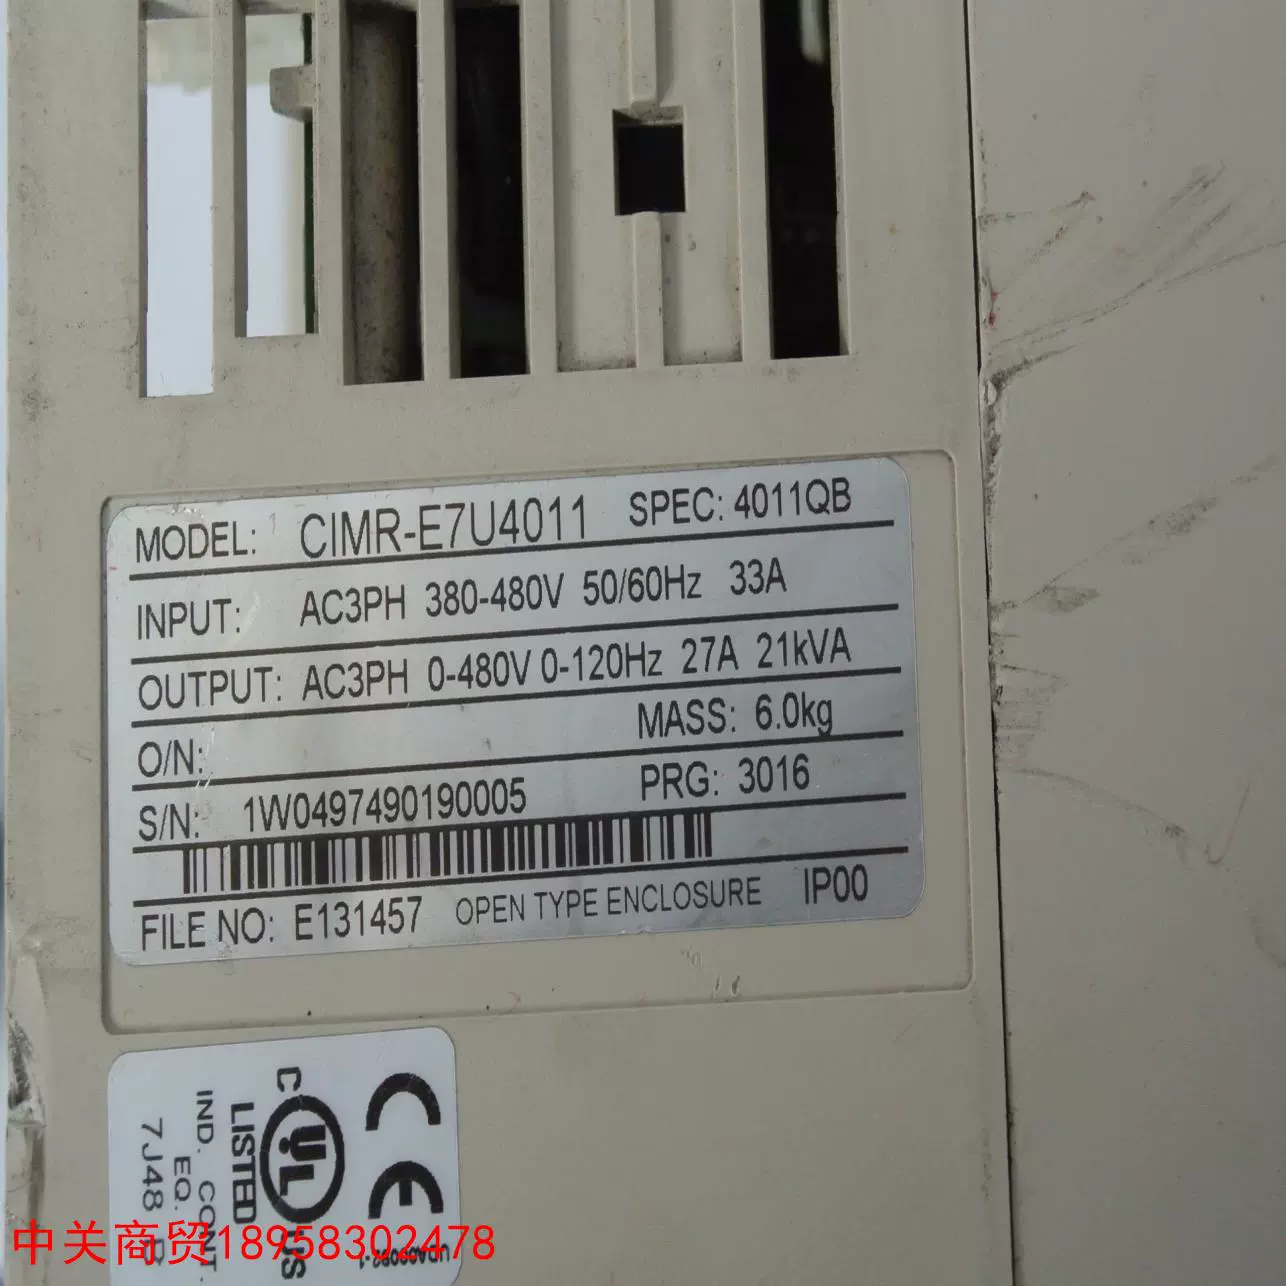 MODEL: CIMR-E7U4011 SPEC: 4011QB
INPUT: AC3PH 380-480V 50/60Hz 33A
OUTPUT: AC3PH 0-480V 0-120Hz 27A 21kVA
O/N: MASS: 6.0kg
S/N: 1W0497490190005 PRG: 3016
FILE NO: E131457 OPEN TYPE ENCLOSURE IP00
CE
C UL US
LISTED
IND. CONT.
EQ.
7J48
中关商贸18958302478